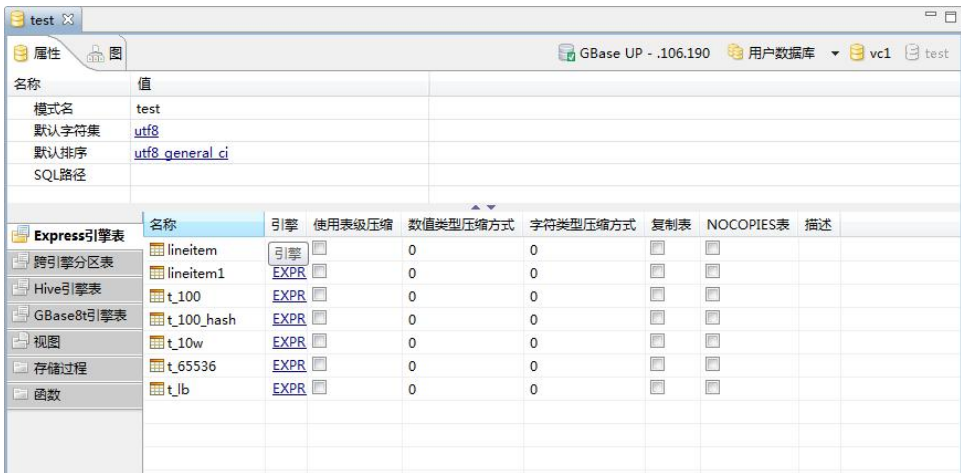 test
属性 图 GBase UP - .106.190 用户数据库 vc1 test
名称 值
模式名 test
默认字符集 utf8
默认排序 utf8_general_ci
SQL路径
名称 引擎 使用表级压缩 数值类型压缩方式 字符类型压缩方式 复制表 NOCOPIES表 描述
Express引擎表
跨引擎分区表
Hive引擎表
GBase8t引擎表
视图
存储过程
函数
lineitem 引擎 0 0
lineitem1 EXPR 0 0
t_100 EXPR 0 0
t_100_hash EXPR 0 0
t_10w EXPR 0 0
t_65536 EXPR 0 0
t_lb EXPR 0 0